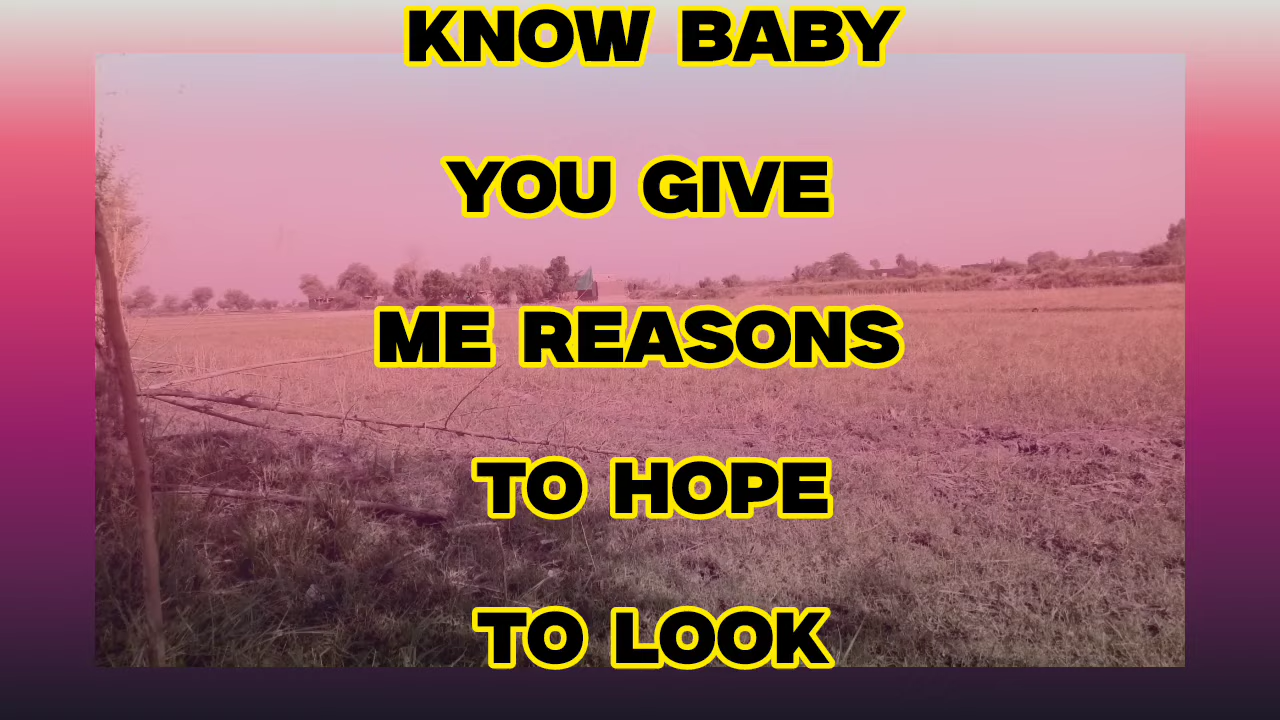 KNOW BABY
YOU GIVE
ME REASONS
TO HOPE
TO LOOK